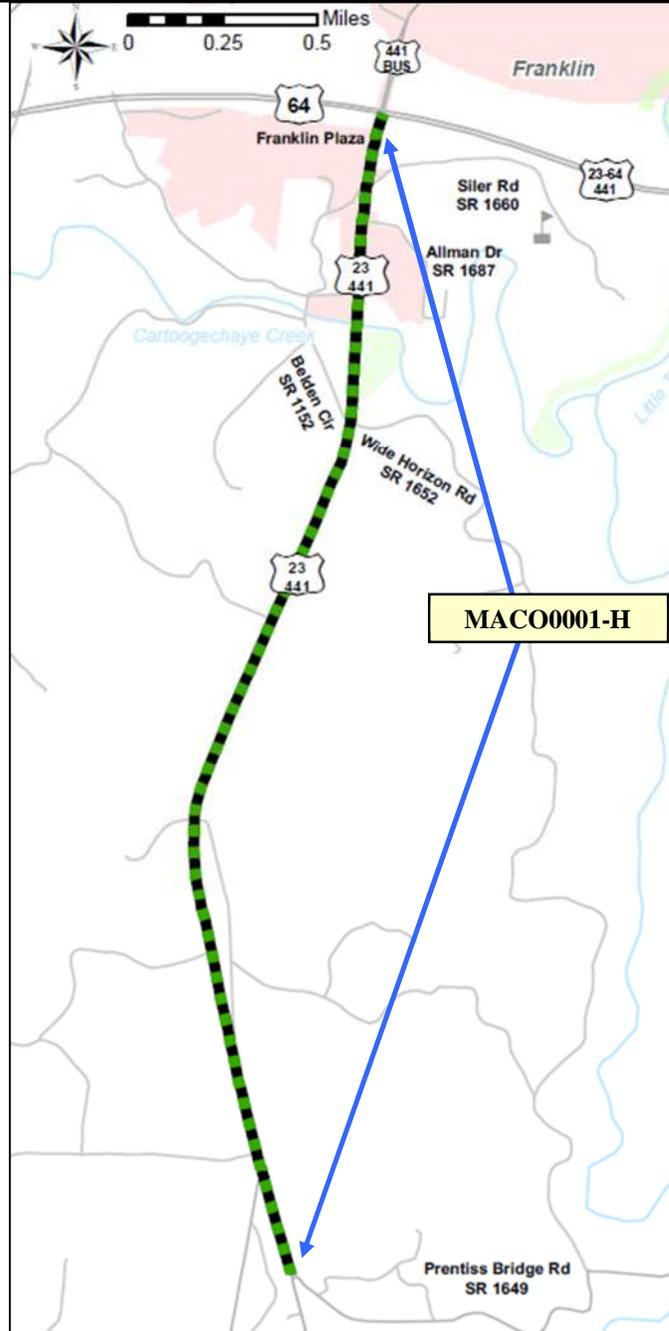 Miles
0 0.25 0.5
N
W E
S
441
BUS
Franklin
64
Franklin Plaza
23-64
441
Siler Rd
SR 1660
Allman Dr
SR 1687
23
441
Cartoogechaye Creek
Belden Cir
SR 1152
Wide Horizon Rd
SR 1652
Little
23
441
MACO0001-H
Prentiss Bridge Rd
SR 1649